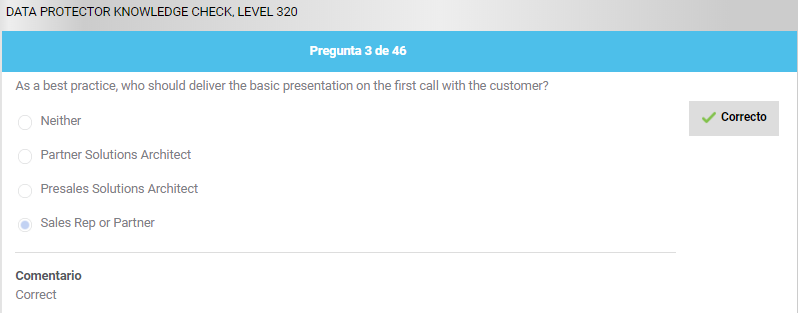 DATA PROTECTOR KNOWLEDGE CHECK, LEVEL 320
Pregunta 3 de 46
As a best practice, who should deliver the basic presentation on the first call with the customer?
Correcto
Neither
Partner Solutions Architect
Presales Solutions Architect
Sales Rep or Partner
Comentario
Correct